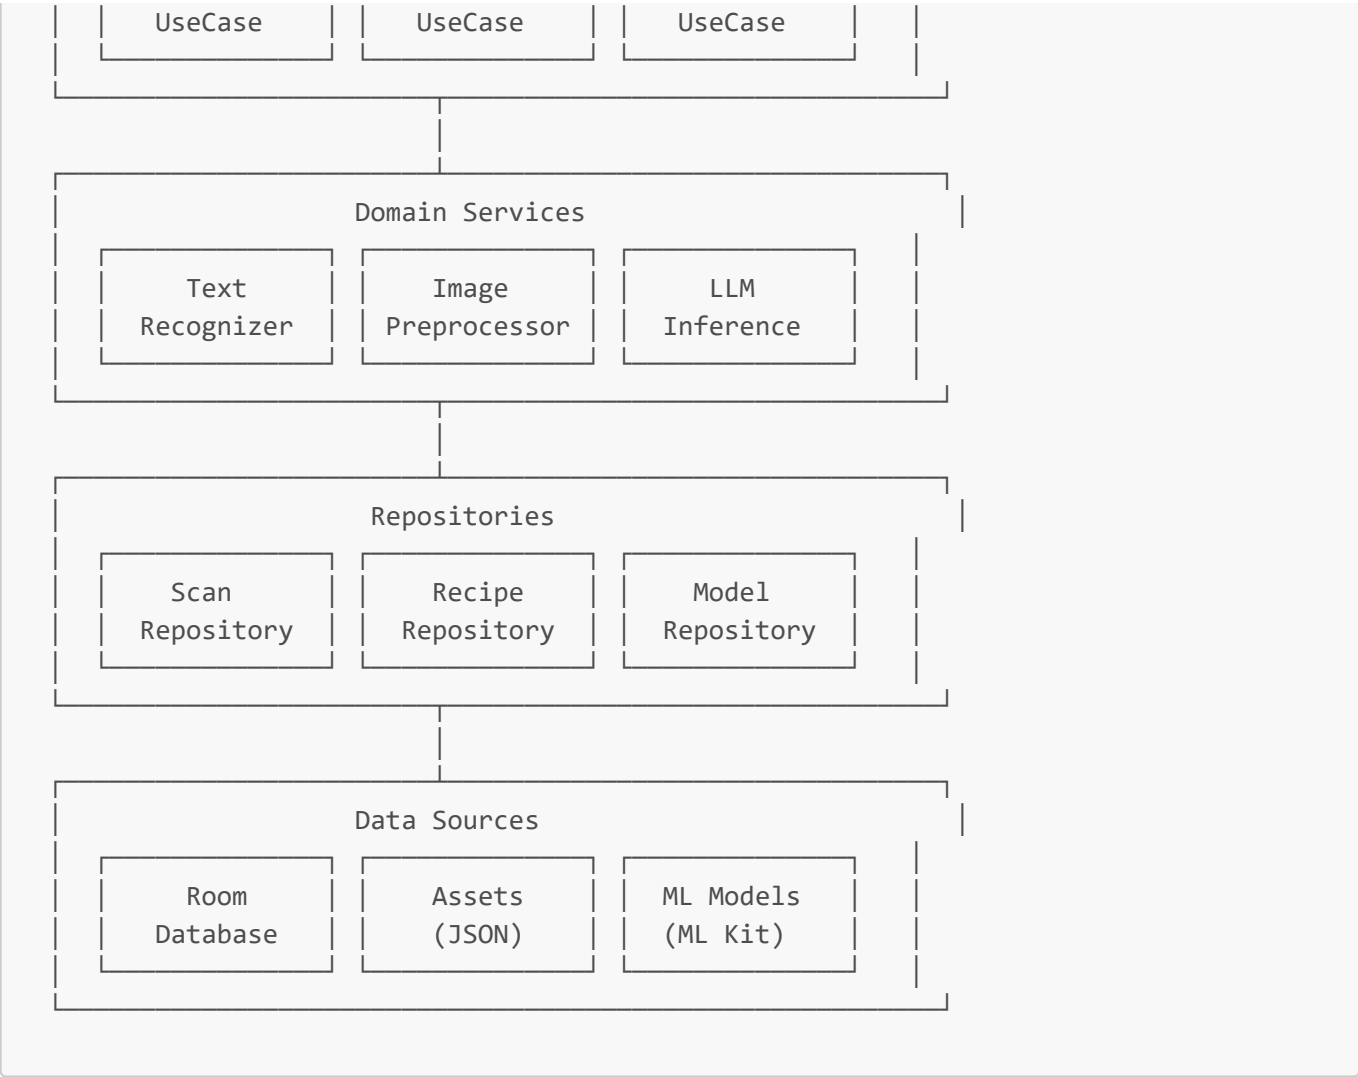 UseCase UseCase UseCase
Domain Services
Text Image LLM
Recognizer Preprocessor Inference
Repositories
Scan Recipe Model
Repository Repository Repository
Data Sources
Room Assets ML Models
Database (JSON) (ML Kit)